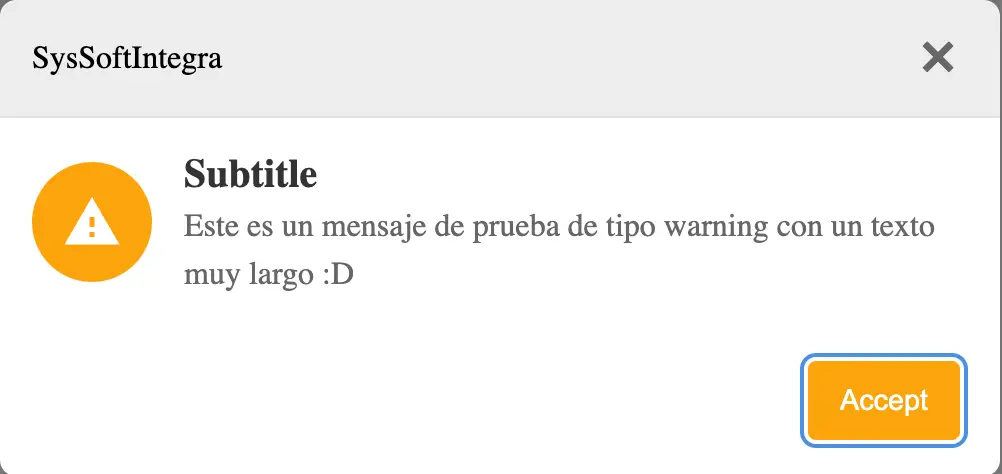 SysSoftIntegra
Subtitle
Este es un mensaje de prueba de tipo warning con un texto
muy largo :D
Accept